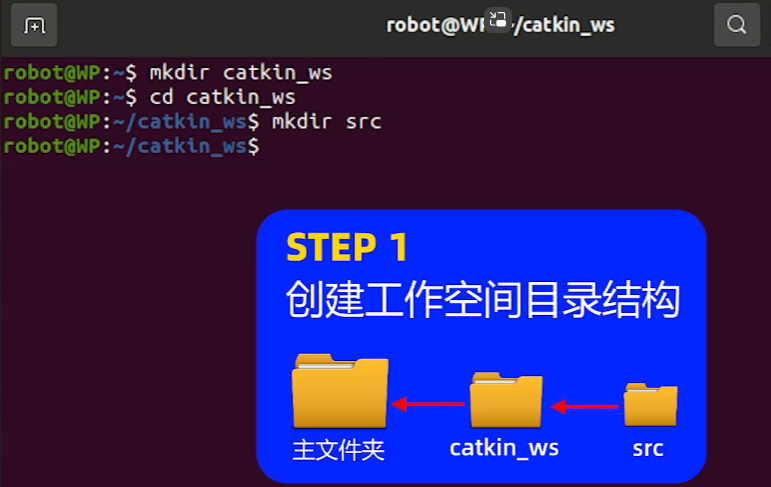 robot@WP: ~/catkin_ws
robot@WP:~$ mkdir catkin_ws
robot@WP:~$ cd catkin_ws
robot@WP:~/catkin_ws$ mkdir src
robot@WP:~/catkin_ws$
STEP 1
创建工作空间目录结构
主文件夹 catkin_ws src